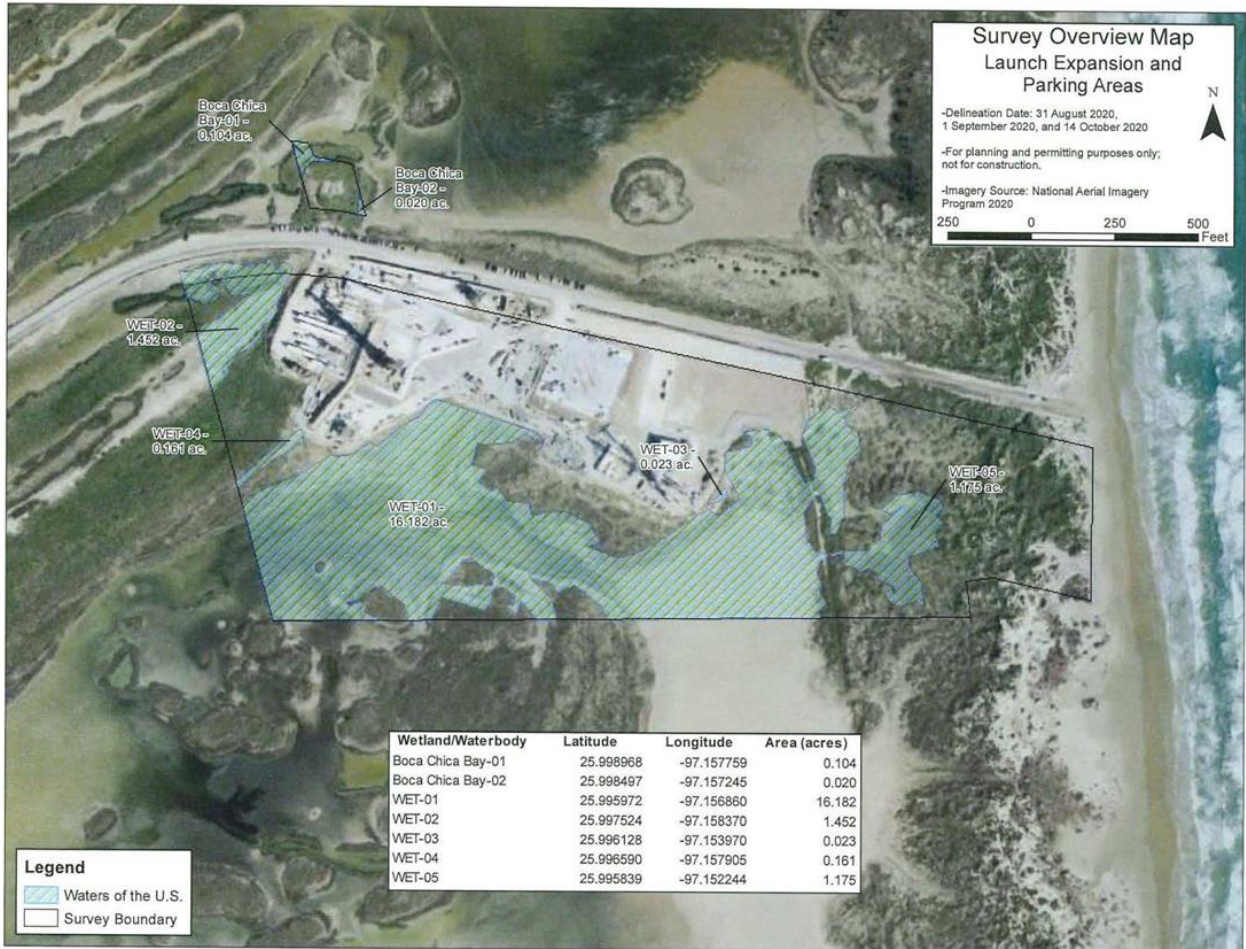 Survey Overview Map
Launch Expansion and
Parking Areas
-Delineation Date: 31 August 2020,
1 September 2020, and 14 October 2020
-For planning and permitting purposes only;
not for construction.
-Imagery Source: National Aerial Imagery
Program 2020
N
250 0 250 500
Feet
Boca Chica
Bay-01 -
0.104 ac.
Boca Chica
Bay-02 -
0.020 ac.
WET-02 -
1.452 ac.
WET-04 -
0.161 ac.
WET-03 -
0.023 ac.
WET-05 -
1.175 ac.
WET-01 -
16.182 ac.
Wetland/Waterbody Latitude Longitude Area (acres)
Boca Chica Bay-01 25.998968 -97.157759 0.104
Boca Chica Bay-02 25.998497 -97.157245 0.020
WET-01 25.995972 -97.156860 16.182
WET-02 25.997524 -97.158370 1.452
WET-03 25.996128 -97.153970 0.023
WET-04 25.996590 -97.157905 0.161
WET-05 25.995839 -97.152244 1.175
Legend
Waters of the U.S.
Survey Boundary